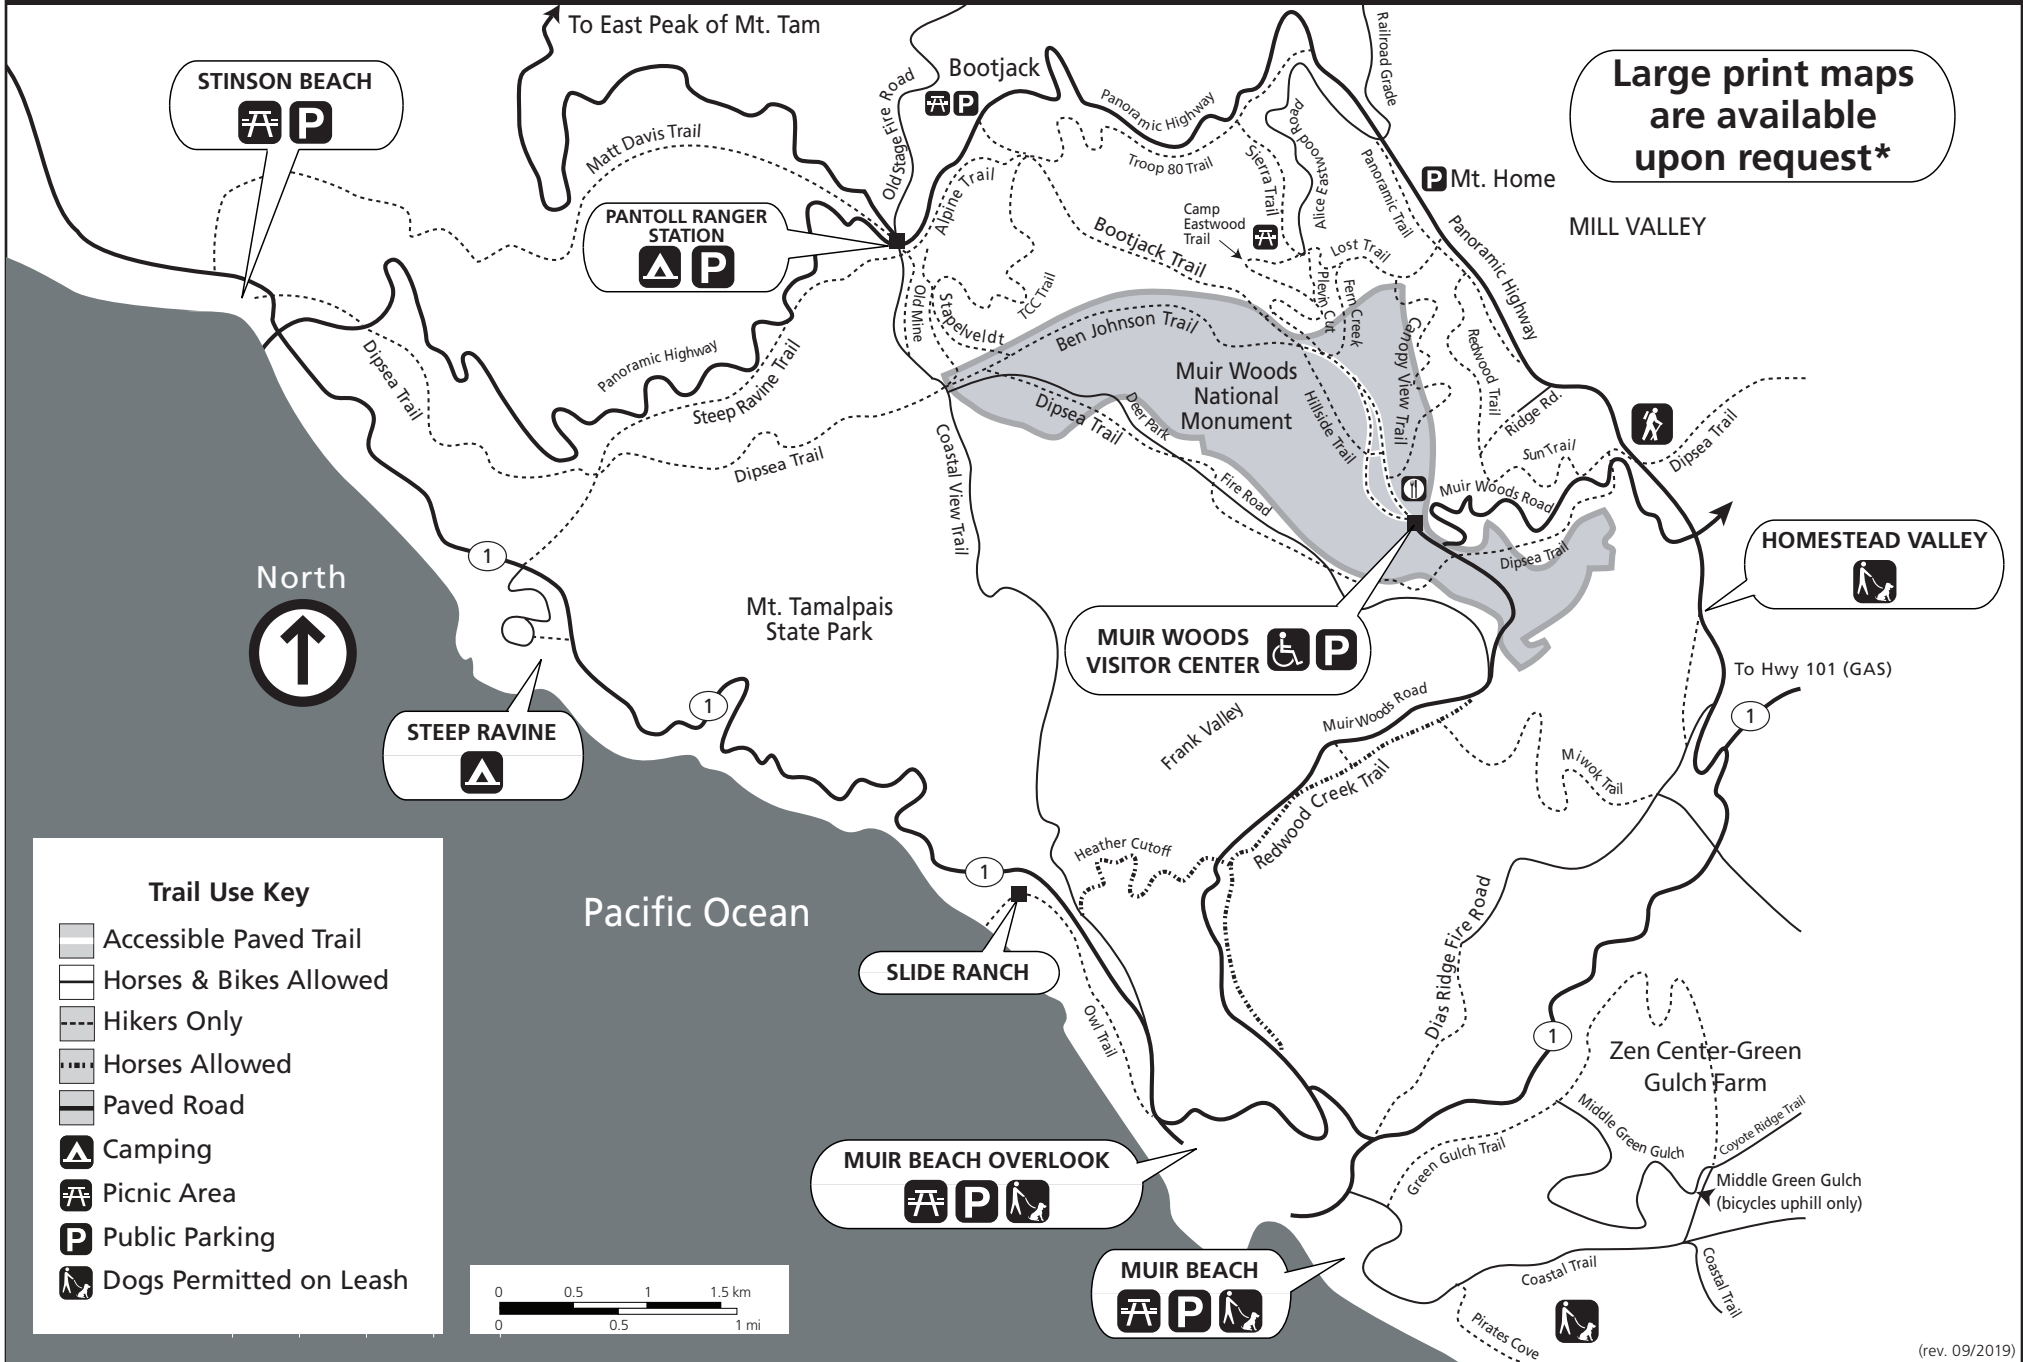 To East Peak of Mt. Tam
STINSON BEACH
P
Matt Davis Trail
Old Stage Fire Road
Bootjack
P
Panoramic Highway
Railroad Grade
Large print maps
are available
upon request*
PANTOLL RANGER
STATION
P
Alpine Trail
Troop 80 Trail
Sierra Trail
Alice Eastwood Road
Panoramic Trail
P Mt. Home
MILL VALLEY
Camp
Eastwood
Trail
Bootjack Trail
Lost Trail
Panoramic Highway
Old Mine
Stapelveldt
TCC Trail
Plevin Cut
Fern Creek
Canopy View Trail
Redwood Trail
Ben Johnson Trail
Dipsea Trail
Panoramic Highway
Steep Ravine Trail
Muir Woods
National
Monument
Hillside Trail
Deer Park
Dipsea Trail
Fire Road
Ridge Rd.
Sun Trail
Dipsea Trail
Dipsea Trail
Coastal View Trail
Muir Woods Road
Dipsea Trail
HOMESTEAD VALLEY
1
North
Mt. Tamalpais
State Park
MUIR WOODS
VISITOR CENTER
P
To Hwy 101 (GAS)
1
1
STEEP RAVINE
Frank Valley
Muir Woods Road
Miwok Trail
Redwood Creek Trail
Heather Cutoff
1
Pacific Ocean
SLIDE RANCH
Owl Trail
Dias Ridge Fire Road
1
Zen Center-Green
Gulch Farm
Middle Green Gulch
Coyote Ridge Trail
Green Gulch Trail
Middle Green Gulch
(bicycles uphill only)
MUIR BEACH OVERLOOK
P
MUIR BEACH
P
Coastal Trail
Coastal Trail
Pirates Cove
Trail Use Key
Accessible Paved Trail
Horses & Bikes Allowed
Hikers Only
Horses Allowed
Paved Road
Camping
Picnic Area
P Public Parking
Dogs Permitted on Leash
0 0.5 1 1.5 km
0 0.5 1 mi
(rev. 09/2019)